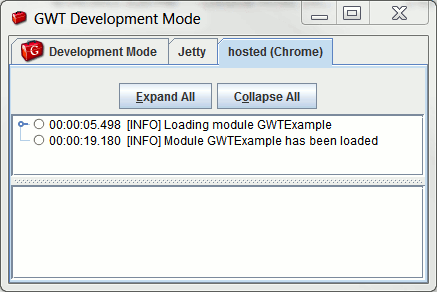 GWT Development Mode
Development Mode Jetty hosted (Chrome)
Expand All Collapse All
00:00:05.498 [INFO] Loading module GWTExample
00:00:19.180 [INFO] Module GWTExample has been loaded